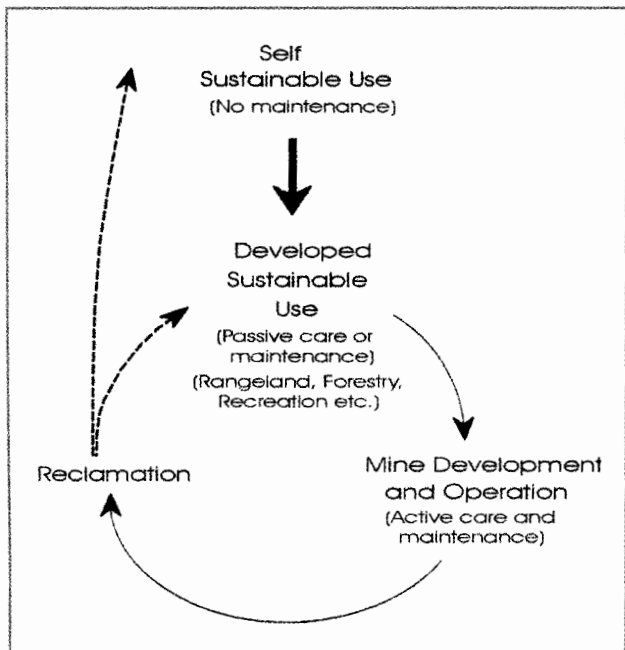 Self
Sustainable Use
(No maintenance)
Developed
Sustainable
Use
(Passive care or
maintenance)
(Rangeland, Forestry,
Recreation etc.)
Reclamation
Mine Development
and Operation
(Active care and
maintenance)